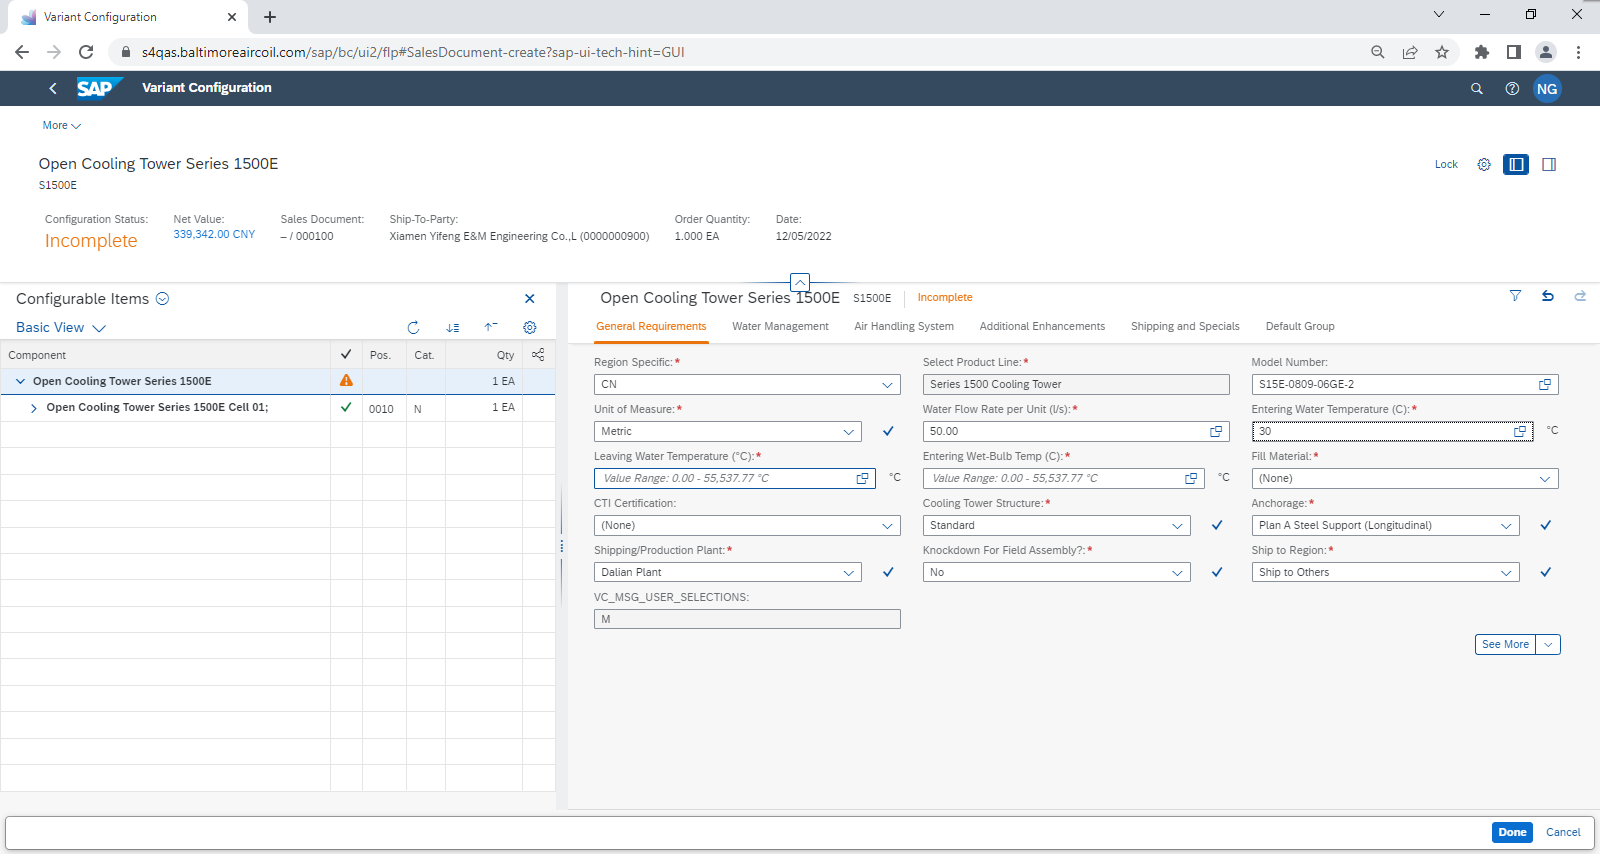 Variant Configuration
s4qas.baltimoreaircoil.com/sap/bc/ui2/flp#SalesDocument-create?sap-ui-tech-hint=GUI
SAP Variant Configuration NG
More
Open Cooling Tower Series 1500E
Lock
S1500E
Configuration Status: Net Value: Sales Document: Ship-To-Party: Order Quantity: Date:
Incomplete 339,342.00 CNY – / 000100 Xiamen Yifeng E&M Engineering Co.,L (0000000900) 1.000 EA 12/05/2022
Configurable Items
Basic View
Component Pos. Cat. Qty
Open Cooling Tower Series 1500E 1 EA
Open Cooling Tower Series 1500E Cell 01; 0010 N 1 EA
Open Cooling Tower Series 1500E S1500E Incomplete
General Requirements Water Management Air Handling System Additional Enhancements Shipping and Specials Default Group
Region Specific:* Select Product Line:* Model Number:
CN Series 1500 Cooling Tower S15E-0809-06GE-2
Unit of Measure:* Water Flow Rate per Unit (l/s):* Entering Water Temperature (C):*
Metric 50.00 30 °C
Leaving Water Temperature (°C):* Entering Wet-Bulb Temp (C):* Fill Material:*
Value Range: 0.00 - 55,537.77 °C °C Value Range: 0.00 - 55,537.77 °C °C (None)
CTI Certification: Cooling Tower Structure:* Anchorage:*
(None) Standard Plan A Steel Support (Longitudinal)
Shipping/Production Plant:* Knockdown For Field Assembly?:* Ship to Region:*
Dalian Plant No Ship to Others
VC_MSG_USER_SELECTIONS:
M
See More
Done Cancel